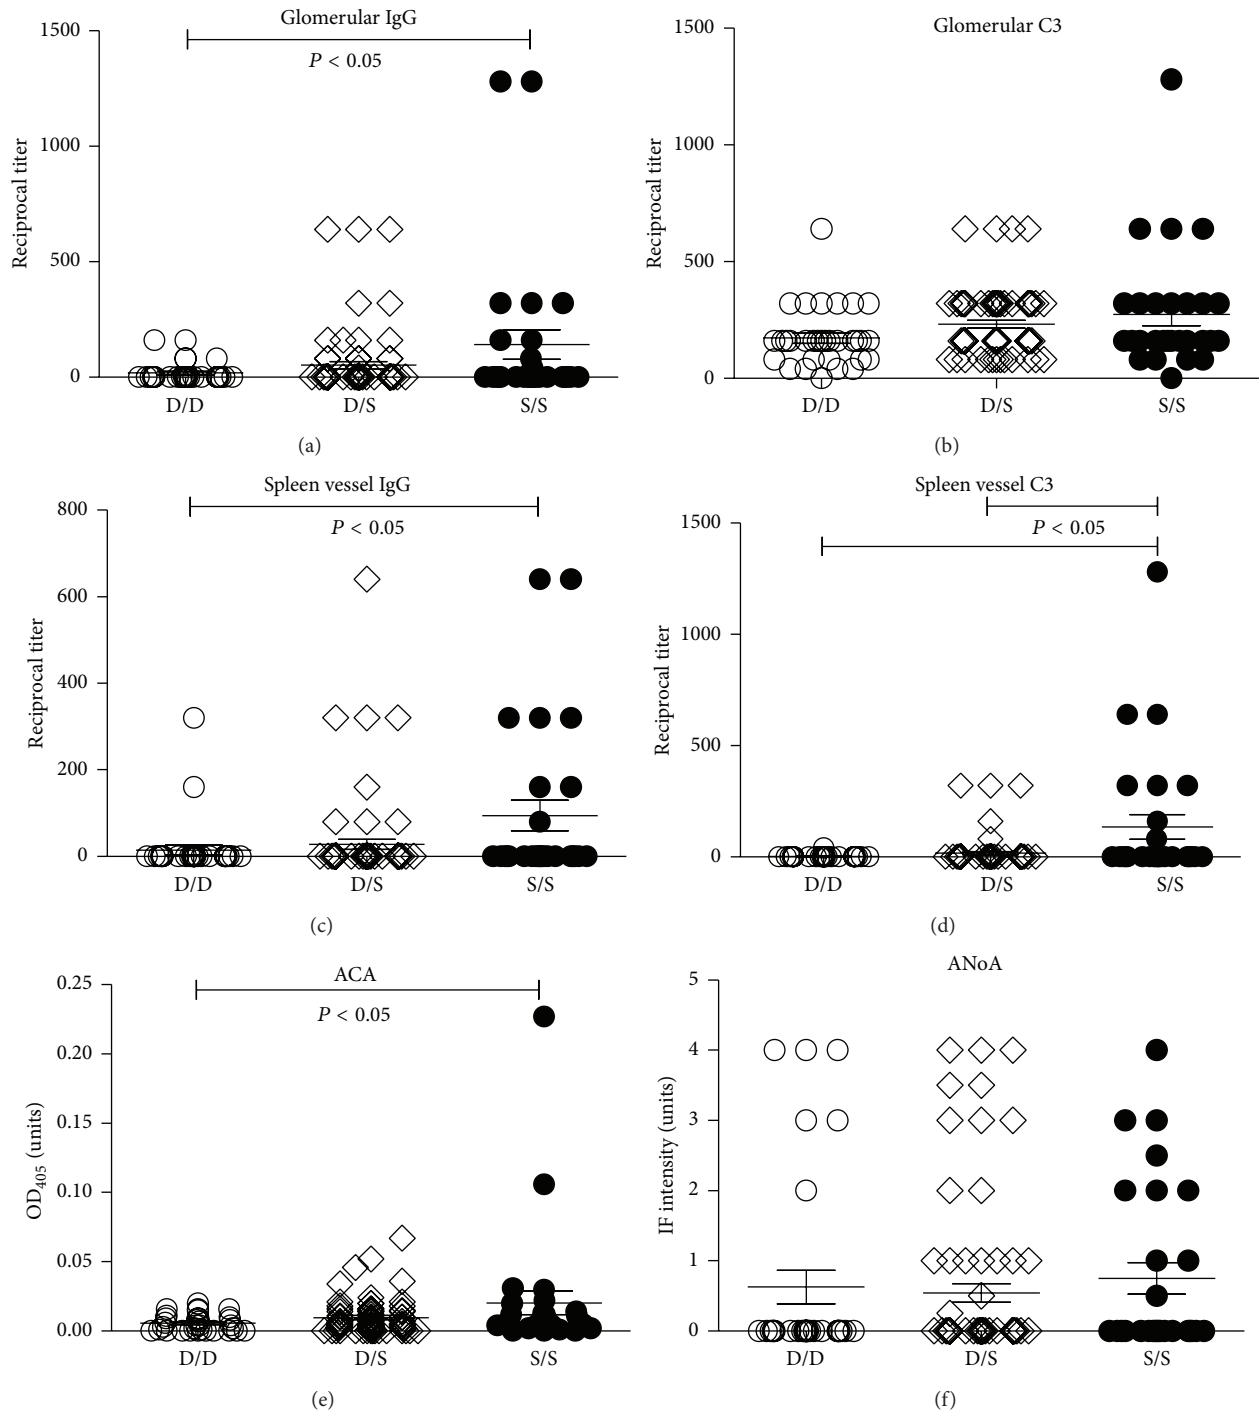 Glomerular IgG
P < 0.05
Reciprocal titer
1500
1000
500
0
D/D D/S S/S
(a)
Glomerular C3
Reciprocal titer
1500
1000
500
0
D/D D/S S/S
(b)
Spleen vessel IgG
P < 0.05
Reciprocal titer
800
600
400
200
0
D/D D/S S/S
(c)
Spleen vessel C3
P < 0.05
Reciprocal titer
1500
1000
500
0
D/D D/S S/S
(d)
ACA
P < 0.05
OD405 (units)
0.25
0.20
0.15
0.10
0.05
0.00
D/D D/S S/S
(e)
ANoA
IF intensity (units)
5
4
3
2
1
0
D/D D/S S/S
(f)